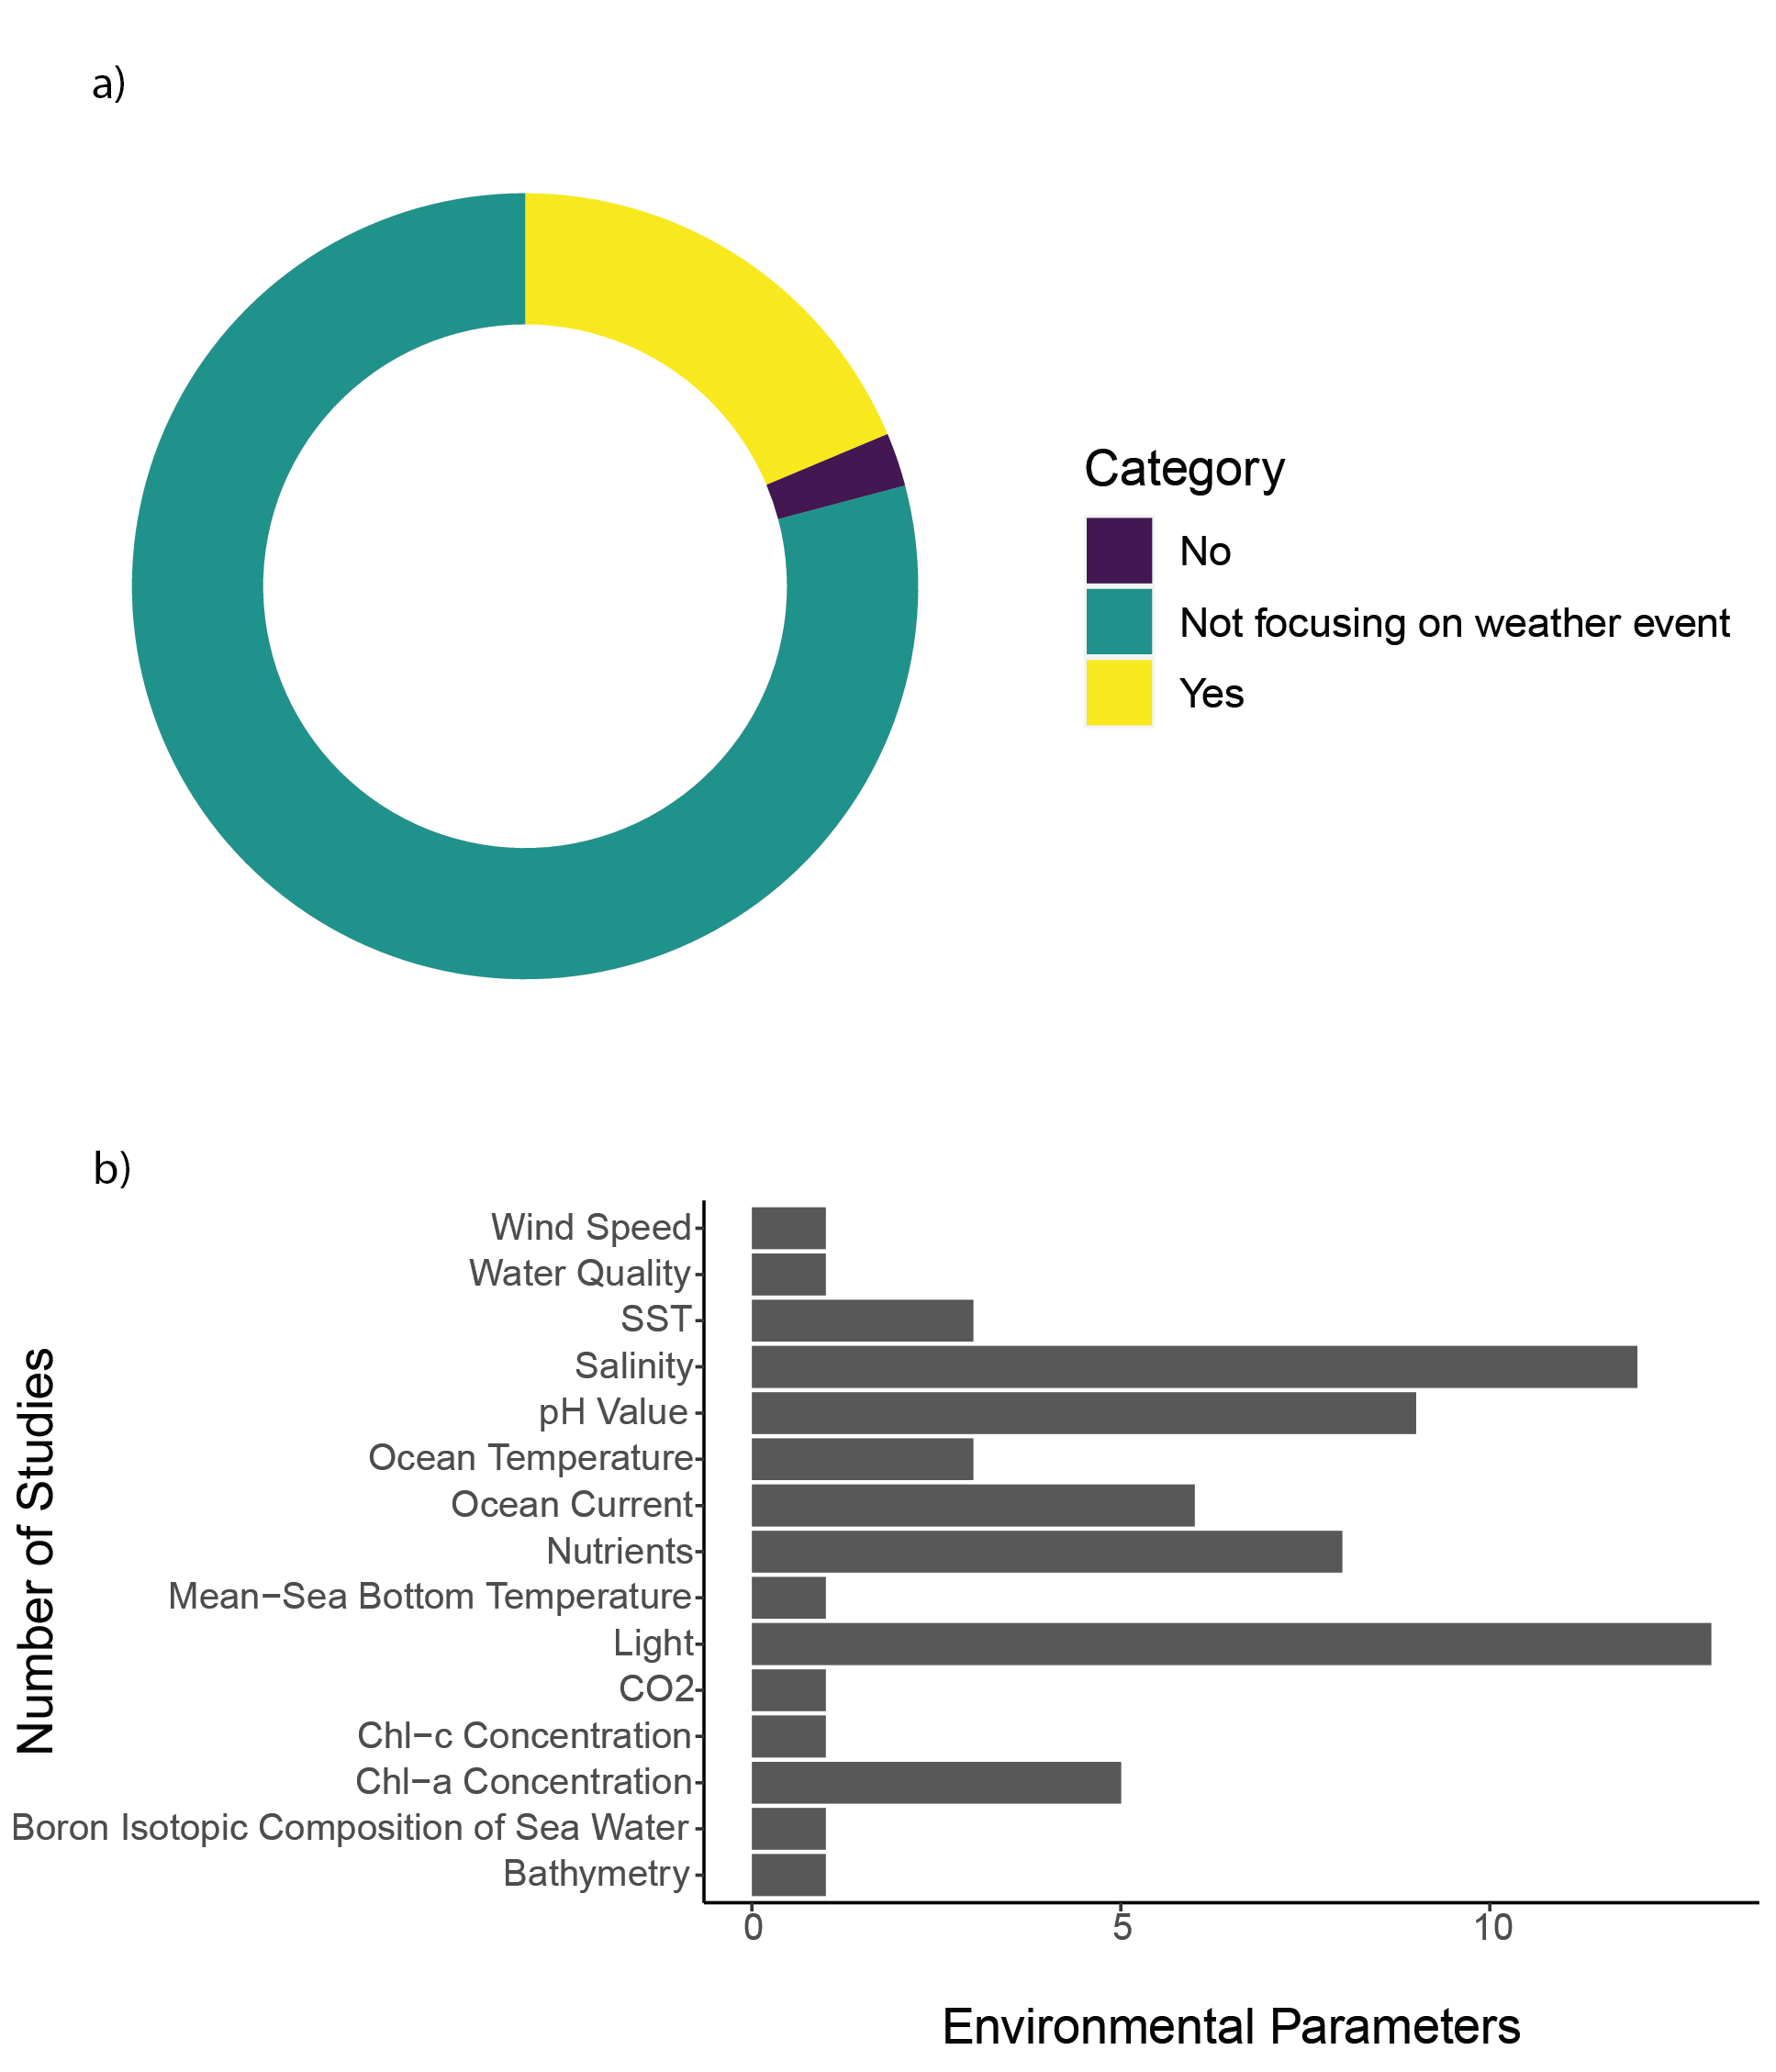 a)
Category
No
Not focusing on weather event
Yes
b)
Number of Studies
Wind Speed
Water Quality
SST
Salinity
pH Value
Ocean Temperature
Ocean Current
Nutrients
Mean−Sea Bottom Temperature
Light
CO2
Chl−c Concentration
Chl−a Concentration
Boron Isotopic Composition of Sea Water
Bathymetry
0 5 10
Environmental Parameters